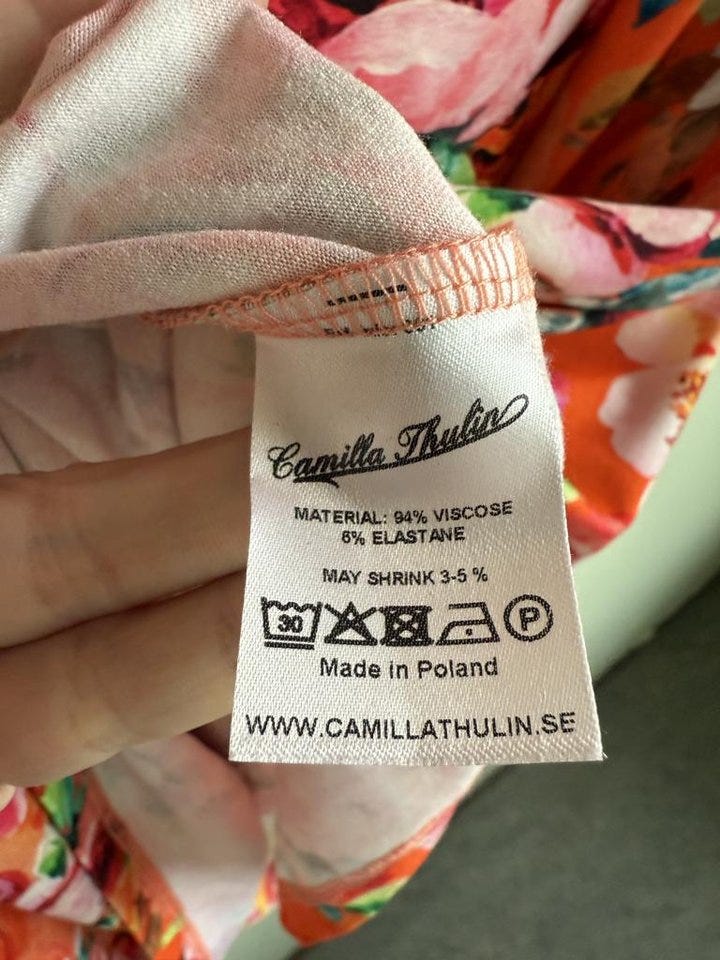 Camilla Thulin
MATERIAL: 94% VISCOSE
6% ELASTANE
MAY SHRINK 3-5 %
30 P
Made in Poland
WWW.CAMILLATHULIN.SE